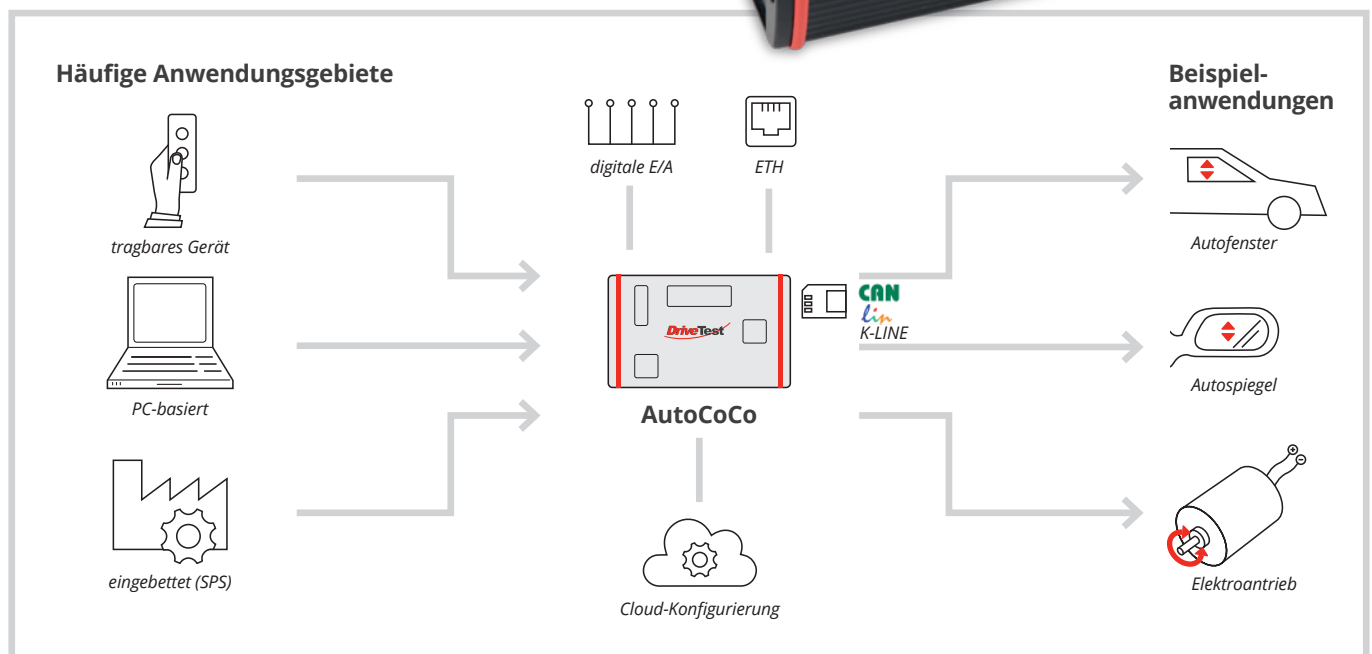 Häufige Anwendungsgebiete
Beispiel-
anwendungen
digitale E/A
ETH
tragbares Gerät
Autofenster
CAN
lin
K-LINE
DriveTest
PC-basiert
AutoCoCo
Autospiegel
eingebettet (SPS)
Cloud-Konfigurierung
Elektroantrieb